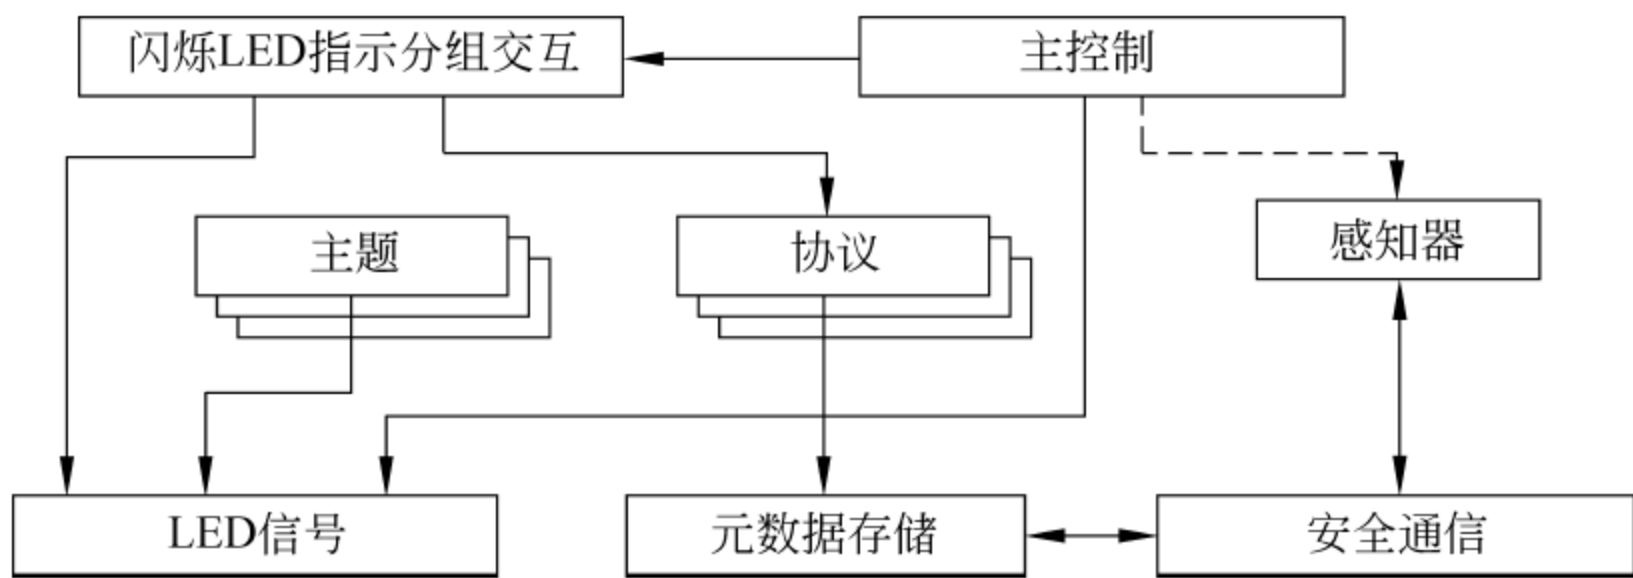 闪烁LED指示分组交互
主控制
主题
协议
感知器
LED信号
元数据存储
安全通信